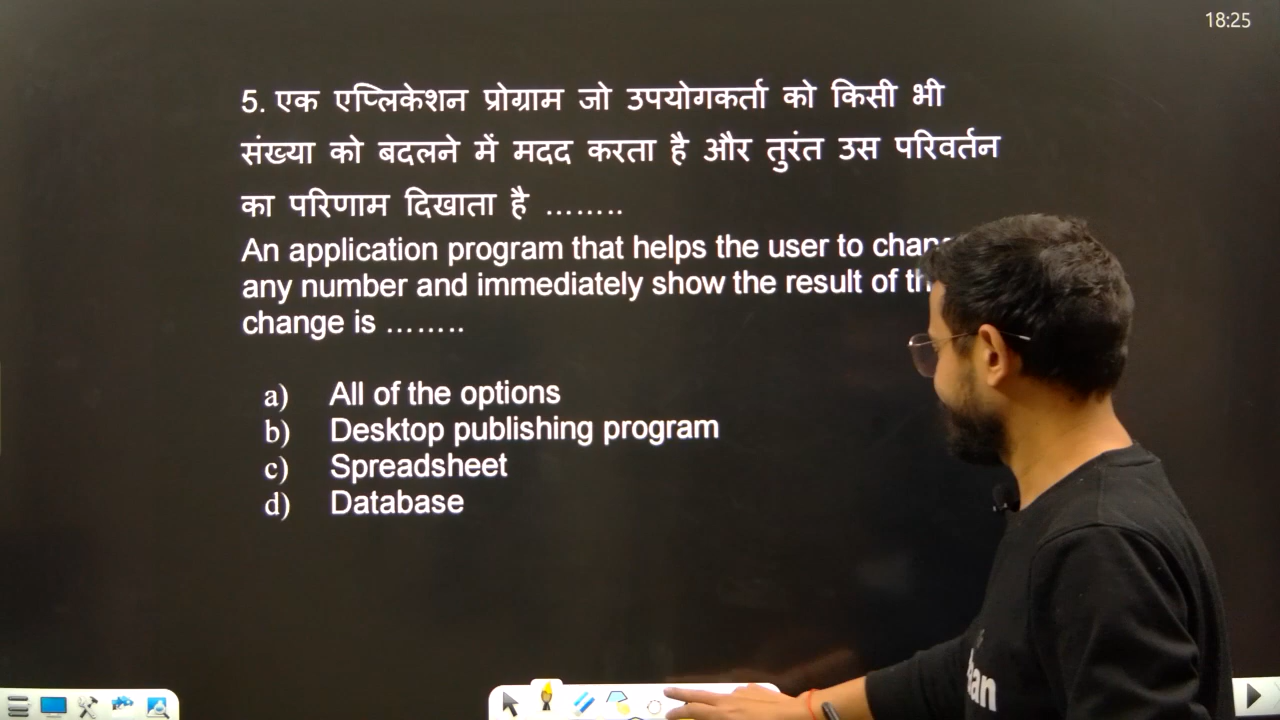 18:25
5. एक एप्लिकेशन प्रोग्राम जो उपयोगकर्ता को किसी भी
संख्या को बदलने में मदद करता है और तुरंत उस परिवर्तन
का परिणाम दिखाता है ........
An application program that helps the user to
any number and immediately show the result of
change is ........
a) All of the options
b) Desktop publishing program
c) Spreadsheet
d) Database